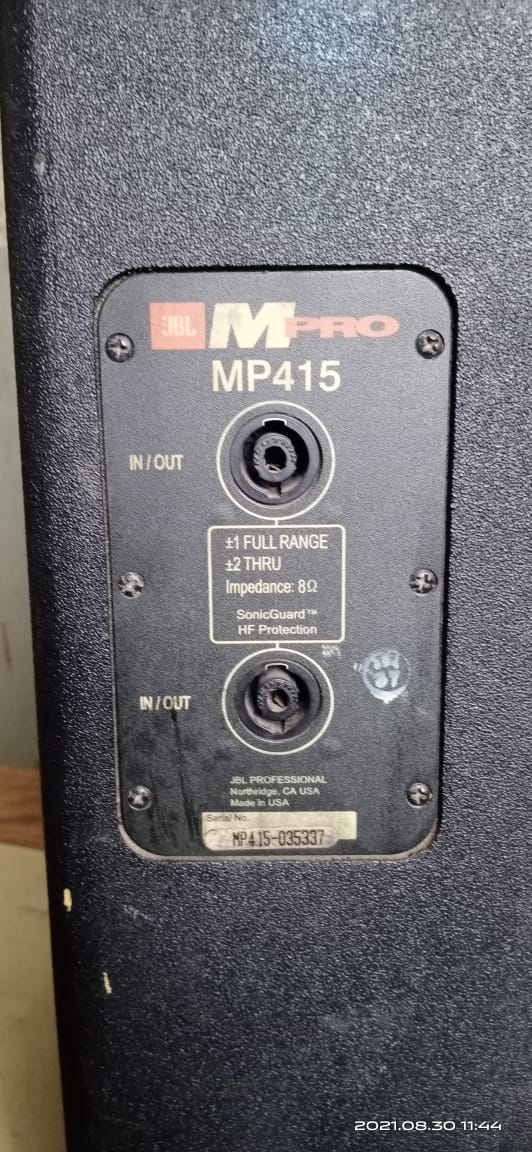 JBL MPRO
MP415
IN / OUT
±1 FULL RANGE
±2 THRU
Impedance: 8Ω
SonicGuard™
HF Protection
IN / OUT
JBL PROFESSIONAL
Northridge, CA USA
Made in USA
Serial No.
MP415-035337
2021.08.30 11:44